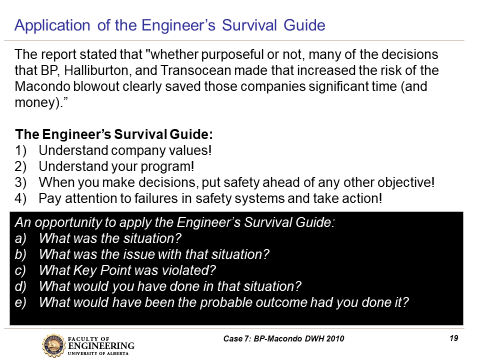 Application of the Engineer's Survival Guide
The report stated that "whether purposeful or not, many of the decisions
that BP, Halliburton, and Transocean made that increased the risk of the
Macondo blowout clearly saved those companies significant time (and
money)."
The Engineer's Survival Guide:
1) Understand company values!
2) Understand your program!
3) When you make decisions, put safety ahead of any other objective!
4) Pay attention to failures in safety systems and take action!
An opportunity to apply the Engineer's Survival Guide:
a) What was the situation?
b) What was the issue with that situation?
c) What Key Point was violated?
d) What would you have done in that situation?
e) What would have been the probable outcome had you done it?
FACULTY OF
ENGINEERING
UNIVERSITY OF ALBERTA
Case 7: BP-Macondo DWH 2010
19